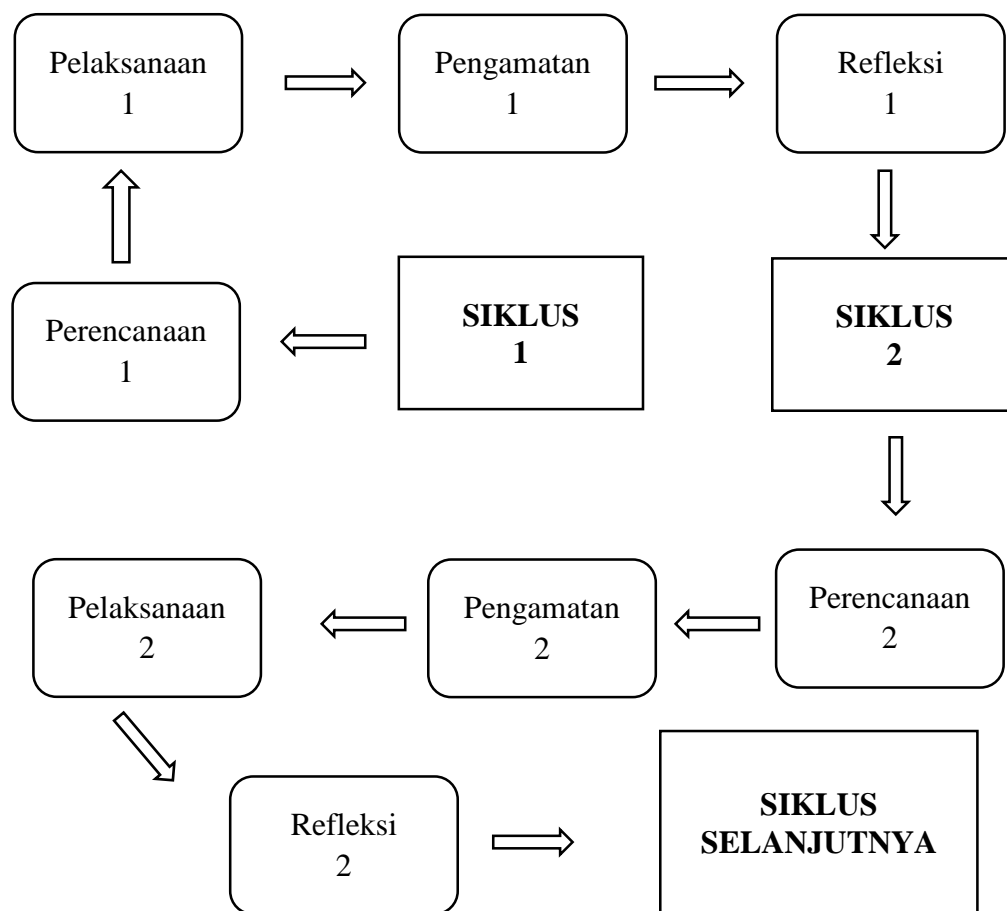 Pelaksanaan
1
Pengamatan
1
Refleksi
1
Perencanaan
1
SIKLUS
1
SIKLUS
2
Pelaksanaan
2
Pengamatan
2
Perencanaan
2
Refleksi
2
SIKLUS
SELANJUTNYA